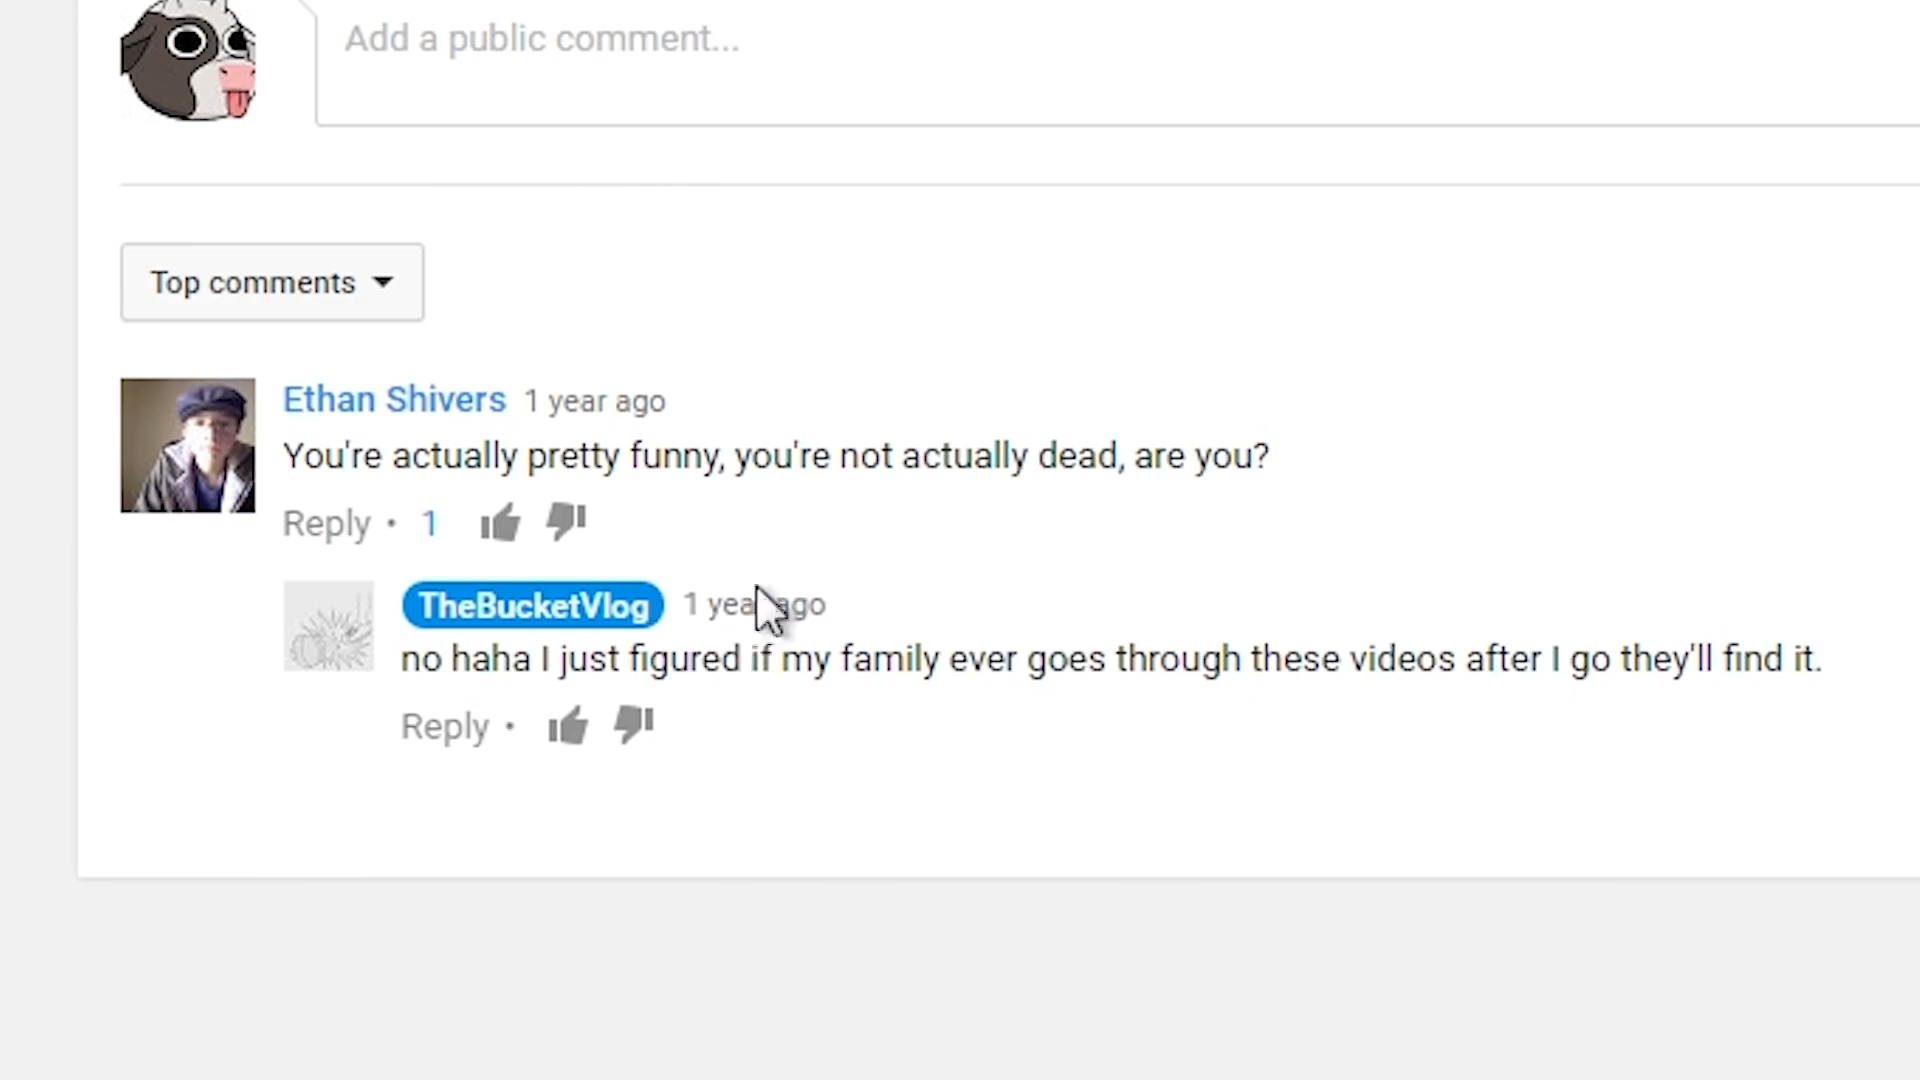 Add a public comment...
Top comments
Ethan Shivers 1 year ago
You're actually pretty funny, you're not actually dead, are you?
Reply • 1
TheBucketVlog 1 year ago
no haha I just figured if my family ever goes through these videos after I go they'll find it.
Reply •